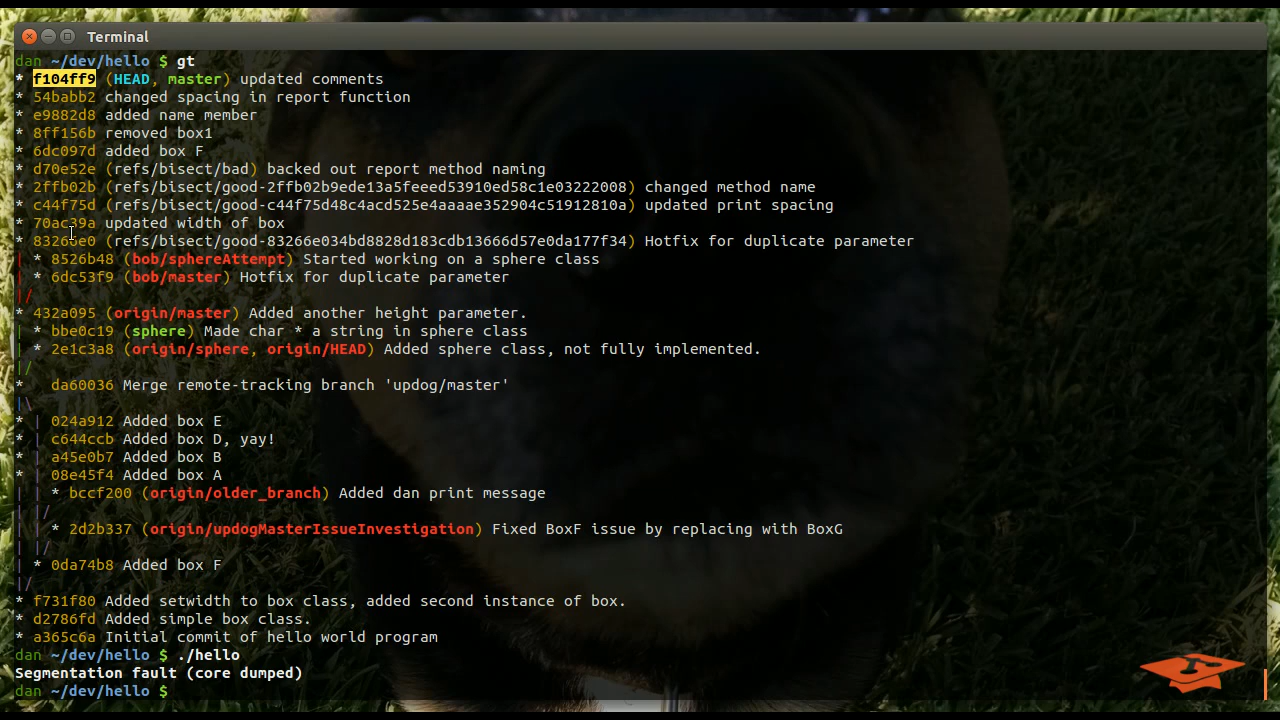 Terminal
dan ~/dev/hello $ gt
* f104ff9 (HEAD, master) updated comments
* 54babb2 changed spacing in report function
* e9882d8 added name member
* 8ff156b removed box1
* 6dc097d added box F
* d70e52e (refs/bisect/bad) backed out report method naming
* 2ffb02b (refs/bisect/good-2ffb02b9ede13a5feeed53910ed58c1e03222008) changed method name
* c44f75d (refs/bisect/good-c44f75d48c4acd525e4aaaae352904c51912810a) updated print spacing
* 70ac39a updated width of box
* 83266e0 (refs/bisect/good-83266e034bd8828d183cdb13666d57e0da177f34) Hotfix for duplicate parameter
| * 8526b48 (bob/sphereAttempt) Started working on a sphere class
| * 6dc53f9 (bob/master) Hotfix for duplicate parameter
|/
* 432a095 (origin/master) Added another height parameter.
| * bbe0c19 (sphere) Made char * a string in sphere class
| * 2e1c3a8 (origin/sphere, origin/HEAD) Added sphere class, not fully implemented.
|/
*   da60036 Merge remote-tracking branch 'updog/master'
|\
* | 024a912 Added box E
* | c644ccb Added box D, yay!
* | a45e0b7 Added box B
* | 08e45f4 Added box A
| | * bccf200 (origin/older_branch) Added dan print message
| |/
| | * 2d2b337 (origin/updogMasterIssueInvestigation) Fixed BoxF issue by replacing with BoxG
| |/
| * 0da74b8 Added box F
|/
* f731f80 Added setwidth to box class, added second instance of box.
* d2786fd Added simple box class.
* a365c6a Initial commit of hello world program
dan ~/dev/hello $ ./hello
Segmentation fault (core dumped)
dan ~/dev/hello $